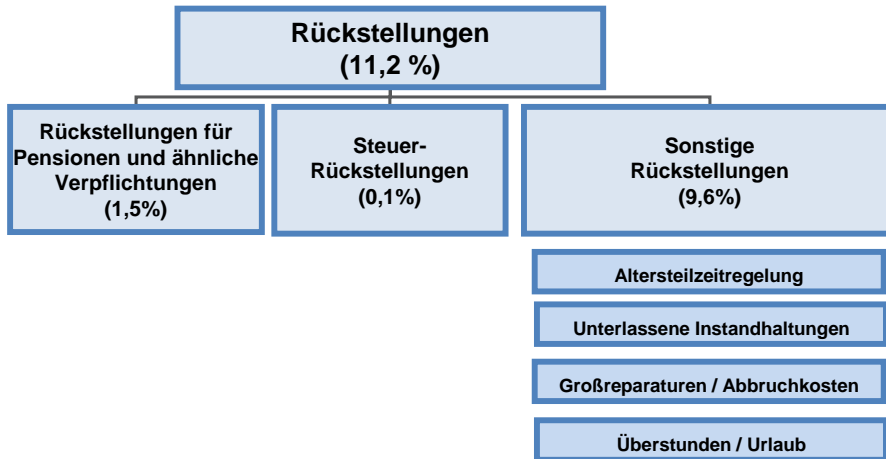 Rückstellungen
(11,2 %)
Rückstellungen für
Pensionen und ähnliche
Verpflichtungen
(1,5%)
Steuer-
Rückstellungen
(0,1%)
Sonstige
Rückstellungen
(9,6%)
Altersteilzeitregelung
Unterlassene Instandhaltungen
Großreparaturen / Abbruchkosten
Überstunden / Urlaub